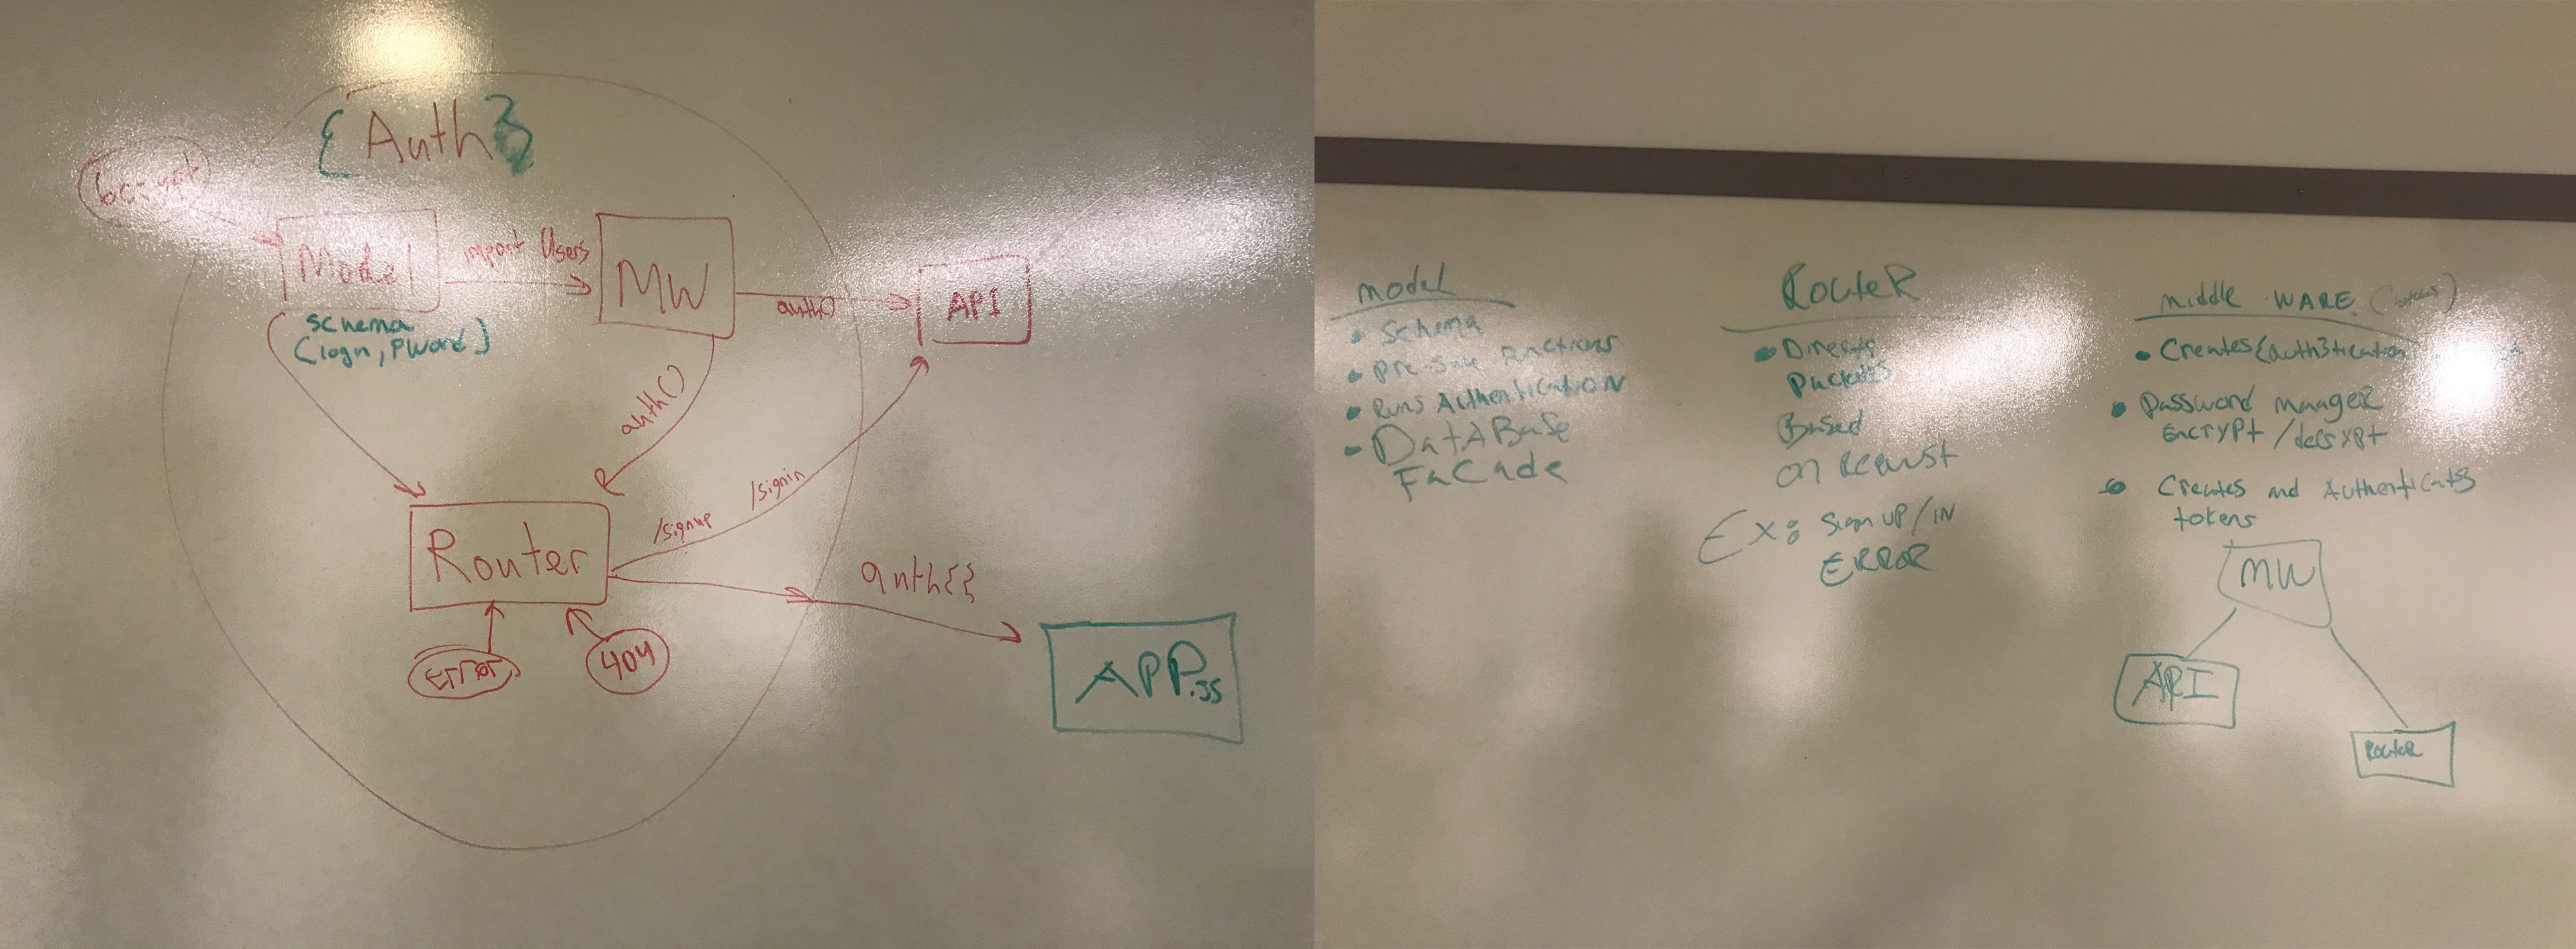 {Auth}
bcrypt
Model
import Users
MW
auth()
API
schema
(logn, PWord)
auth()
/signup
/signin
Router
auth{}
error
404
APP.js
model
• Schema
• Pre-Save Functions
• Runs Authentication
• DatABase
FaCade
RouteR
• Directs
Packets
Based
on Request
Ex: Sign up/IN
ERROR
middle WARE
• Creates {auth}tication
• Password manageR
Encrypt/decrypt
• Creates and Authenticates
tokens
MW
API
RouteR